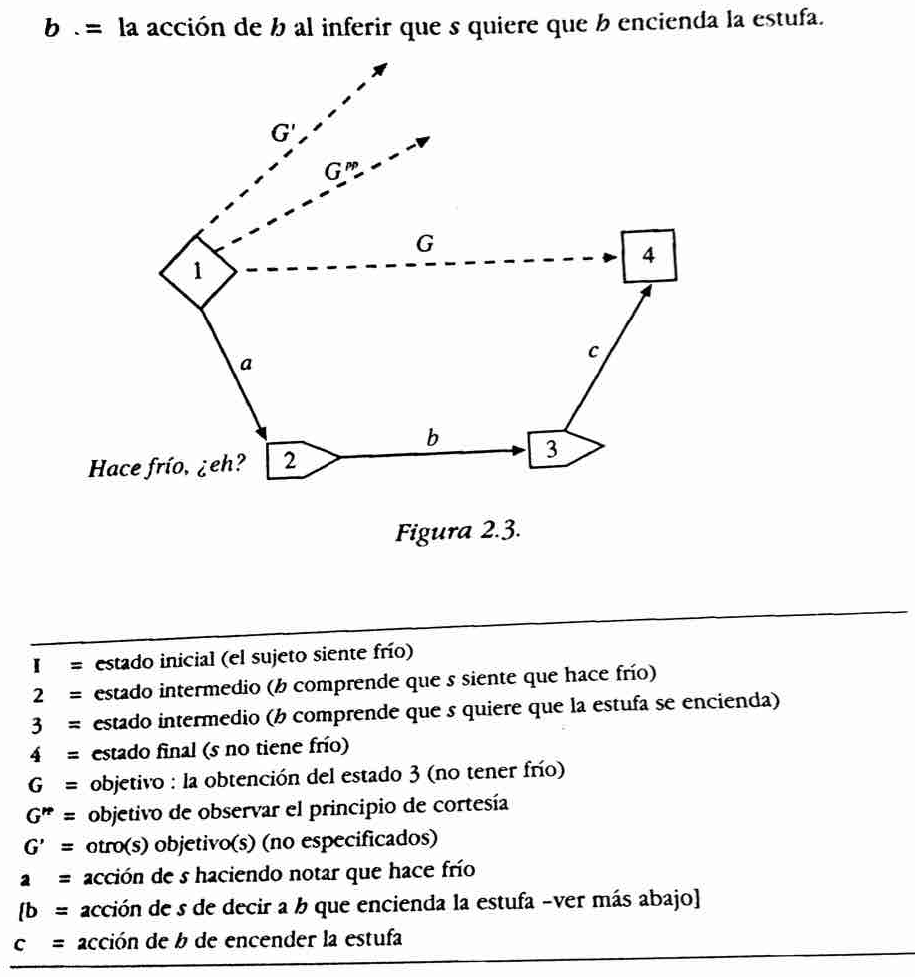 b . = la acción de h al inferir que s quiere que h encienda la estufa.
G'
G^pp
G
1
4
a
c
b
Hace frío, ¿eh?
2
3
Figura 2.3.
1 = estado inicial (el sujeto siente frío)
2 = estado intermedio (h comprende que s siente que hace frío)
3 = estado intermedio (h comprende que s quiere que la estufa se encienda)
4 = estado final (s no tiene frío)
G = objetivo : la obtención del estado 3 (no tener frío)
G^pp = objetivo de observar el principio de cortesía
G' = otro(s) objetivo(s) (no especificados)
a = acción de s haciendo notar que hace frío
[b = acción de s de decir a h que encienda la estufa –ver más abajo]
c = acción de h de encender la estufa